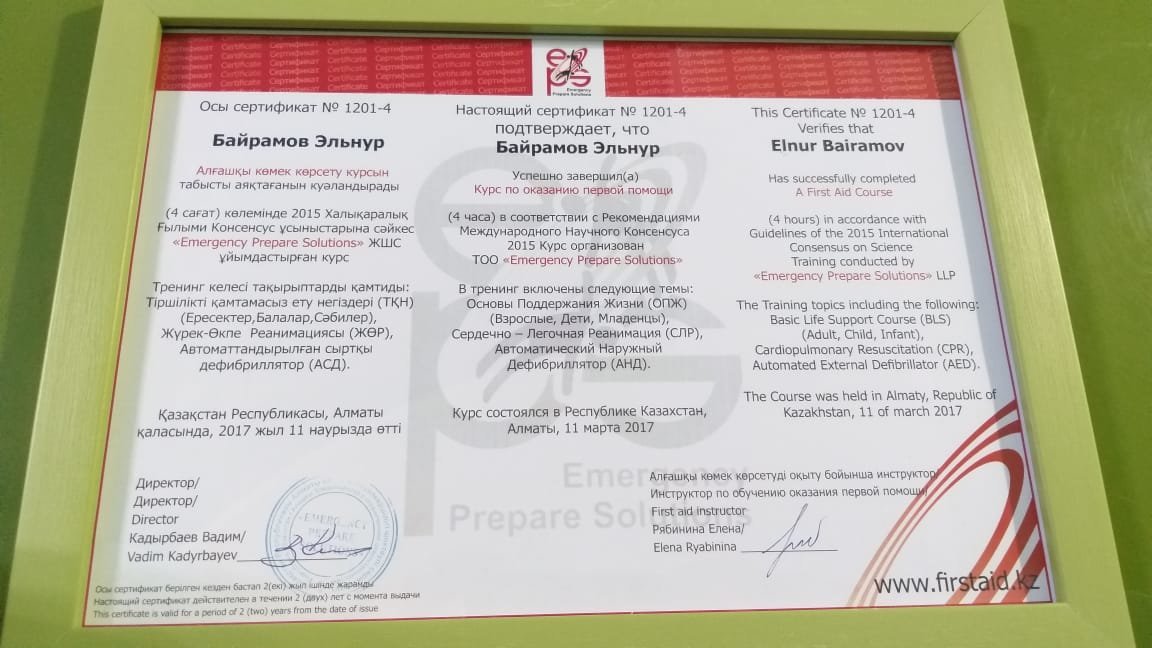 Emergency
Prepare Solutions
Осы сертификат № 1201-4
Байрамов Эльнур
Алғашқы көмек көрсету курсын
табысты аяқтағанын куәландырады
(4 сағат) көлемінде 2015 Халықаралық
Ғылыми Консенсус ұсыныстарына сәйкес
«Emergency Prepare Solutions» ЖШС
ұйымдастырған курс
Тренинг келесі тақырыптарды қамтиды:
Тіршілікті қамтамасыз ету негіздері (ТҚН)
(Ересектер,Балалар,Сәбилер),
Жүрек-Өкпе Реанимациясы (ЖӨР),
Автоматтандырылған сыртқы
дефибриллятор (АСД).
Қазақстан Республикасы, Алматы
қаласында, 2017 жыл 11 наурызда өтті
Настоящий сертификат № 1201-4
подтверждает, что
Байрамов Эльнур
Успешно завершил(а)
Курс по оказанию первой помощи
(4 часа) в соответствии с Рекомендациями
Международного Научного Консенсуса
2015 Курс организован
ТОО «Emergency Prepare Solutions»
В тренинг включены следующие темы:
Основы Поддержания Жизни (ОПЖ)
(Взрослые, Дети, Младенцы),
Сердечно – Легочная Реанимация (СЛР),
Автоматический Наружный
Дефибриллятор (АНД).
Курс состоялся в Республике Казахстан,
Алматы, 11 марта 2017
This Certificate № 1201-4
Verifies that
Elnur Bairamov
Has successfully completed
A First Aid Course
(4 hours) in accordance with
Guidelines of the 2015 International
Consensus on Science
Training conducted by
«Emergency Prepare Solutions» LLP
The Training topics including the following:
Basic Life Support Course (BLS)
(Adult, Child, Infant),
Cardiopulmonary Resuscitation (CPR),
Automated External Defibrillator (AED).
The Course was held in Almaty, Republic of
Kazakhstan, 11 of march 2017
Emergency
Prepare Solutions
Директор/
Директор/
Director
Кадырбаев Вадим/
Vadim Kadyrbayev
Алғашқы көмек көрсетуді оқыту бойынша инструктор/
Инструктор по обучению оказания первой помощи/
First aid instructor
Рябинина Елена/
Elena Ryabinina
Осы сертификат берілген кезден бастап 2(екі) жыл ішінде жарамды
Настоящий сертификат действителен в течении 2 (двух) лет с момента выдачи
This certificate is valid for a period of 2 (two) years from the date of issue
www.firstaid.kz